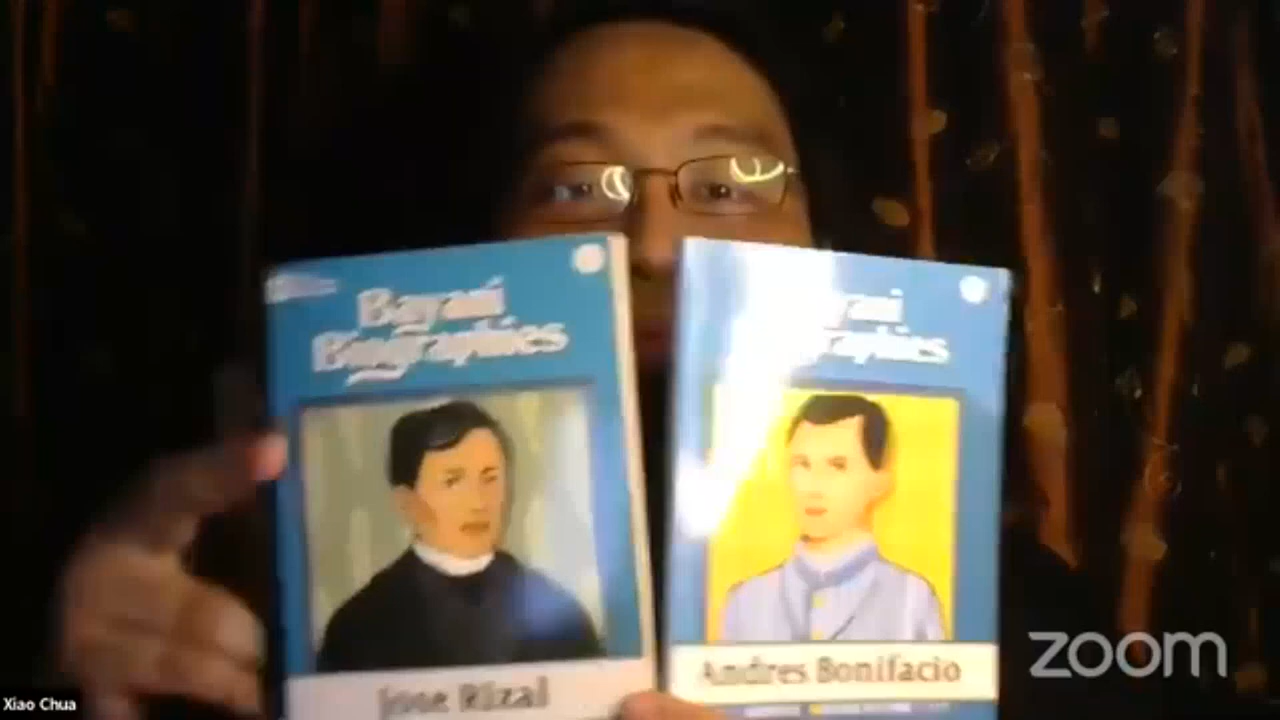 Bayani
Biographies
Jose Rizal
Andres Bonifacio
zoom
Xiao Chua